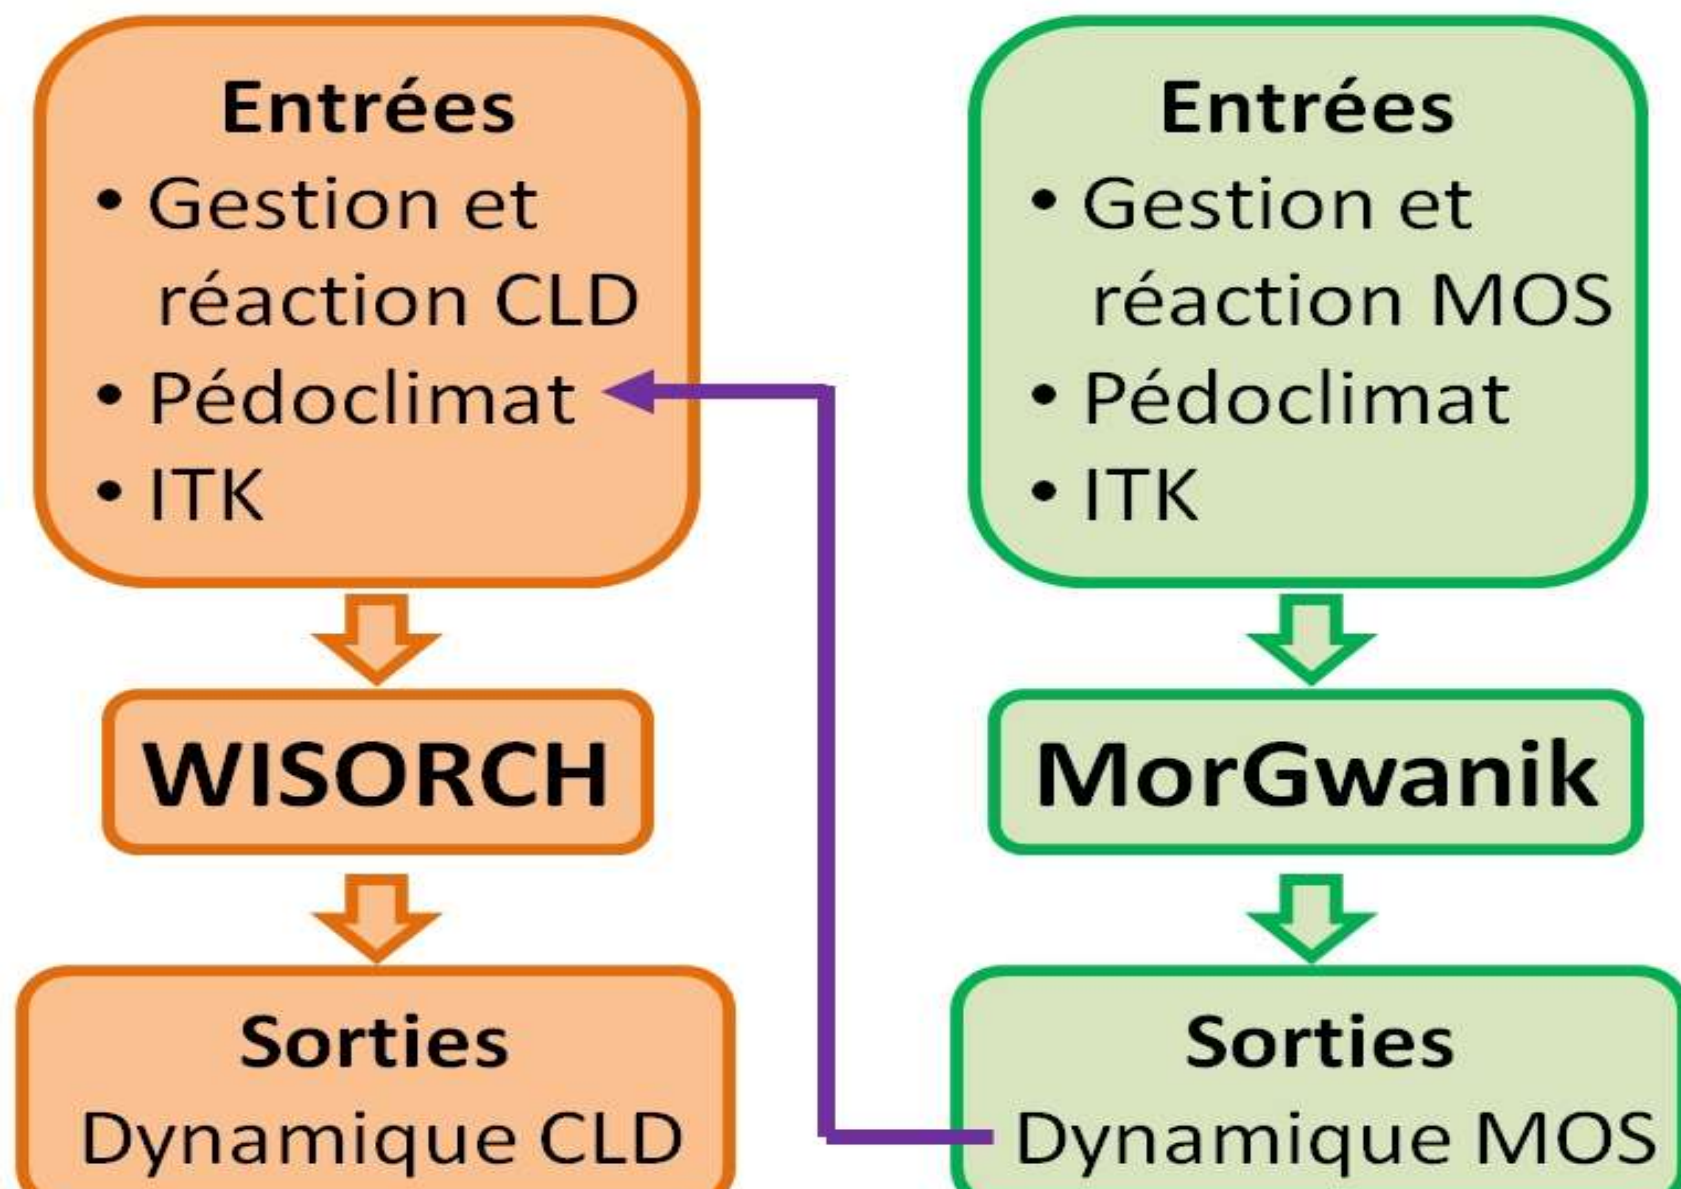 Entrées
• Gestion et
réaction CLD
• Pédoclimat
• ITK
WISORCH
Sorties
Dynamique CLD
Entrées
• Gestion et
réaction MOS
• Pédoclimat
• ITK
MorGwanik
Sorties
Dynamique MOS